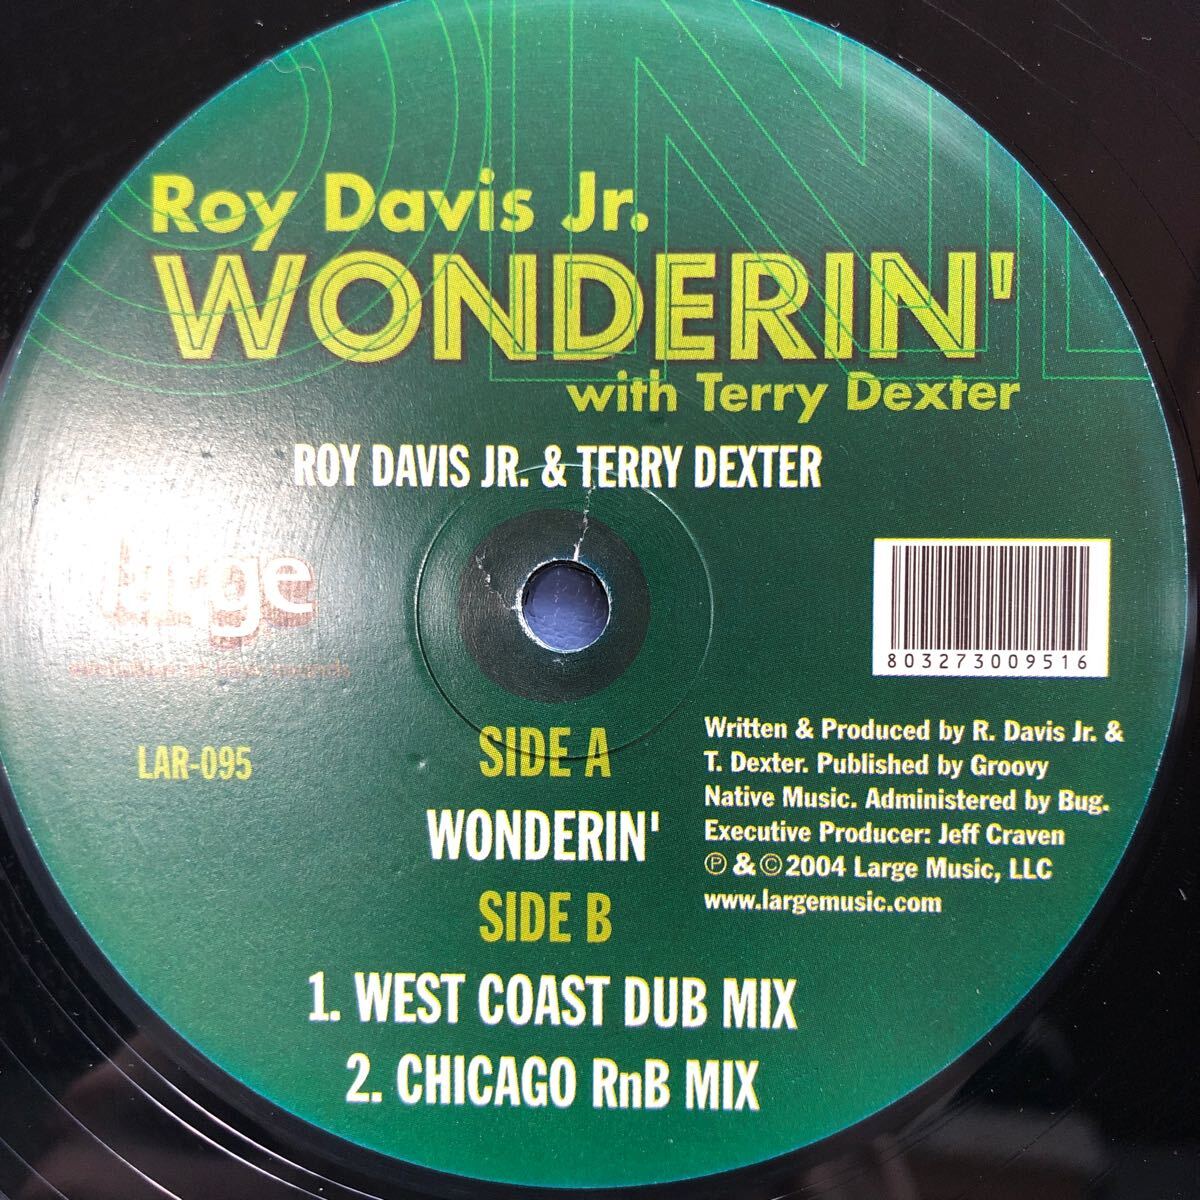 Roy Davis Jr.
WONDERIN'
with Terry Dexter
ROY DAVIS JR. & TERRY DEXTER
large
803273009516
LAR-095
SIDE A
WONDERIN'
SIDE B
1. WEST COAST DUB MIX
2. CHICAGO RnB MIX
Written & Produced by R. Davis Jr. &
T. Dexter. Published by Groovy
Native Music. Administered by Bug.
Executive Producer: Jeff Craven
℗ & © 2004 Large Music, LLC
www.largemusic.com